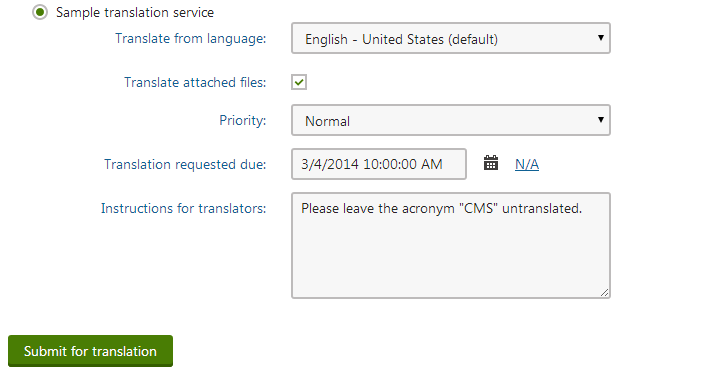 Sample translation service
Translate from language: English - United States (default)
Translate attached files:
Priority: Normal
Translation requested due: 3/4/2014 10:00:00 AM N/A
Instructions for translators: Please leave the acronym "CMS" untranslated.
Submit for translation